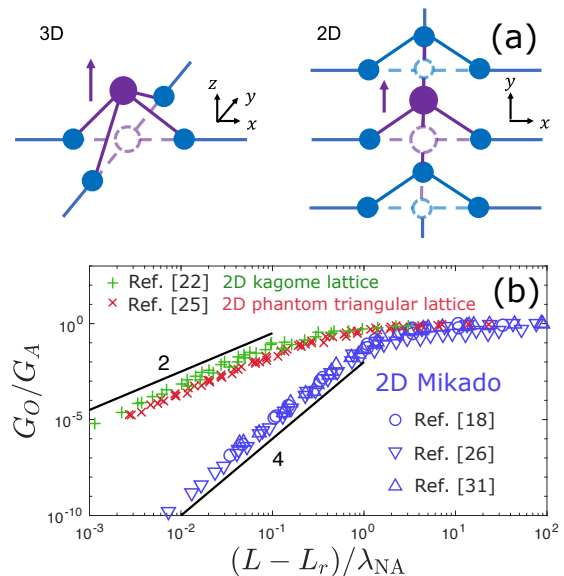 3D
2D
(a)
z
y
x
y
x
(b)
+ Ref. [22] 2D kagome lattice
× Ref. [25] 2D phantom triangular lattice
2
4
2D Mikado
Ref. [18]
Ref. [26]
Ref. [31]
10^0
10^-5
10^-10
G_O/G_A
10^-3
10^-2
10^-1
10^0
10^1
10^2
(L − L_r)/λ_NA